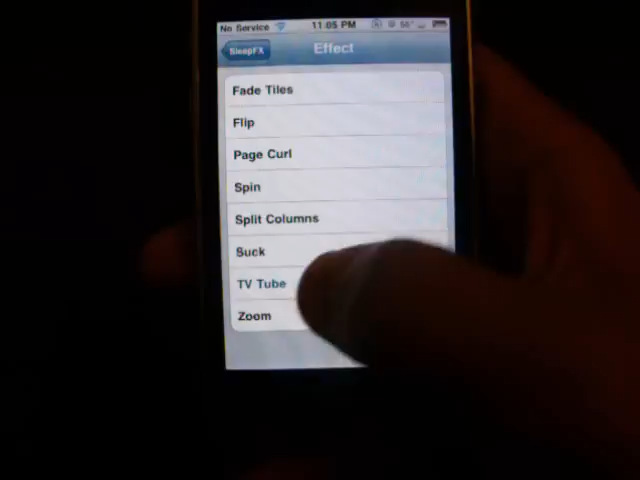 No Service 11:05 PM
SleepFX Effect
Fade Tiles
Flip
Page Curl
Spin
Split Columns
Suck
TV Tube
Zoom